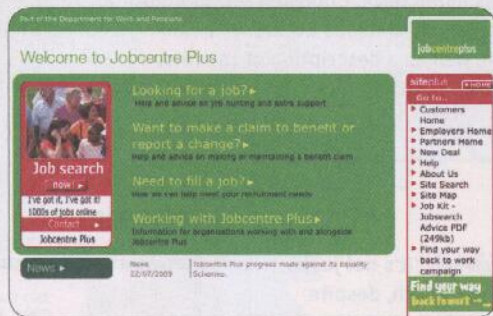 Part of the Department for Work and Pensions
Welcome to Jobcentre Plus
jobcentreplus
Looking for a job?
Help and advice on job hunting and extra support
Want to make a claim to benefit or
report a change?
Help and advice on making or maintaining a benefit claim
Need to fill a job?
How we can help meet your recruitment needs
Working with Jobcentre Plus
Information for organisations working with and alongside
Jobcentre Plus
Job search
now!
I've got it, I've got it!
1000s of jobs online
Contact
Jobcentre Plus
News
News
22/07/2009
Jobcentre Plus progress made against its Equality
Schemes.
siteplus
HOME
Go to..
Customers
Home
Employers Home
Partners Home
New Deal
Help
About Us
Site Search
Site Map
Job Kit -
Jobsearch
Advice PDF
(249kb)
Find your way
back to work
campaign
Find your way
back to work